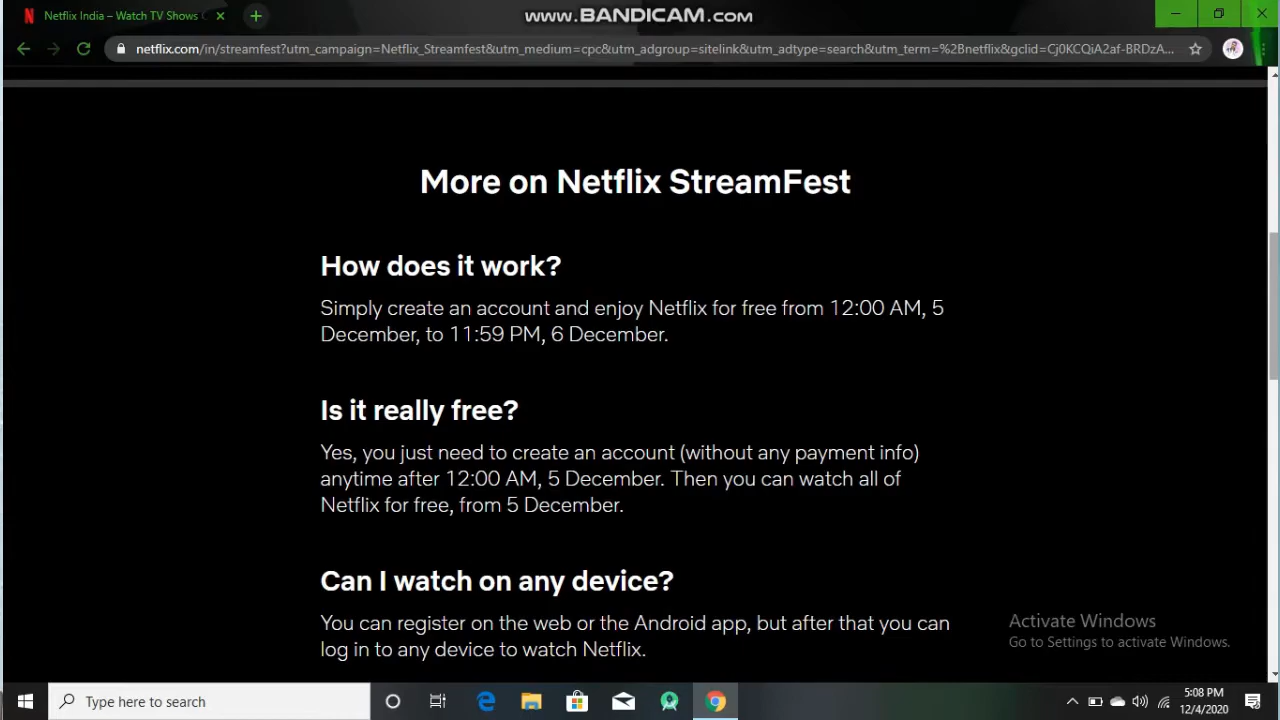 Netflix India – Watch TV Shows
www.BANDICAM.com
netflix.com/in/streamfest?utm_campaign=Netflix_Streamfest&utm_medium=cpc&utm_adgroup=sitelink&utm_adtype=search&utm_term=%2Bnetflix&gclid=Cj0KCQiA2af-BRDzA...
More on Netflix StreamFest
How does it work?
Simply create an account and enjoy Netflix for free from 12:00 AM, 5
December, to 11:59 PM, 6 December.
Is it really free?
Yes, you just need to create an account (without any payment info)
anytime after 12:00 AM, 5 December. Then you can watch all of
Netflix for free, from 5 December.
Can I watch on any device?
You can register on the web or the Android app, but after that you can
log in to any device to watch Netflix.
Activate Windows
Go to Settings to activate Windows.
Type here to search
5:08 PM
12/4/2020